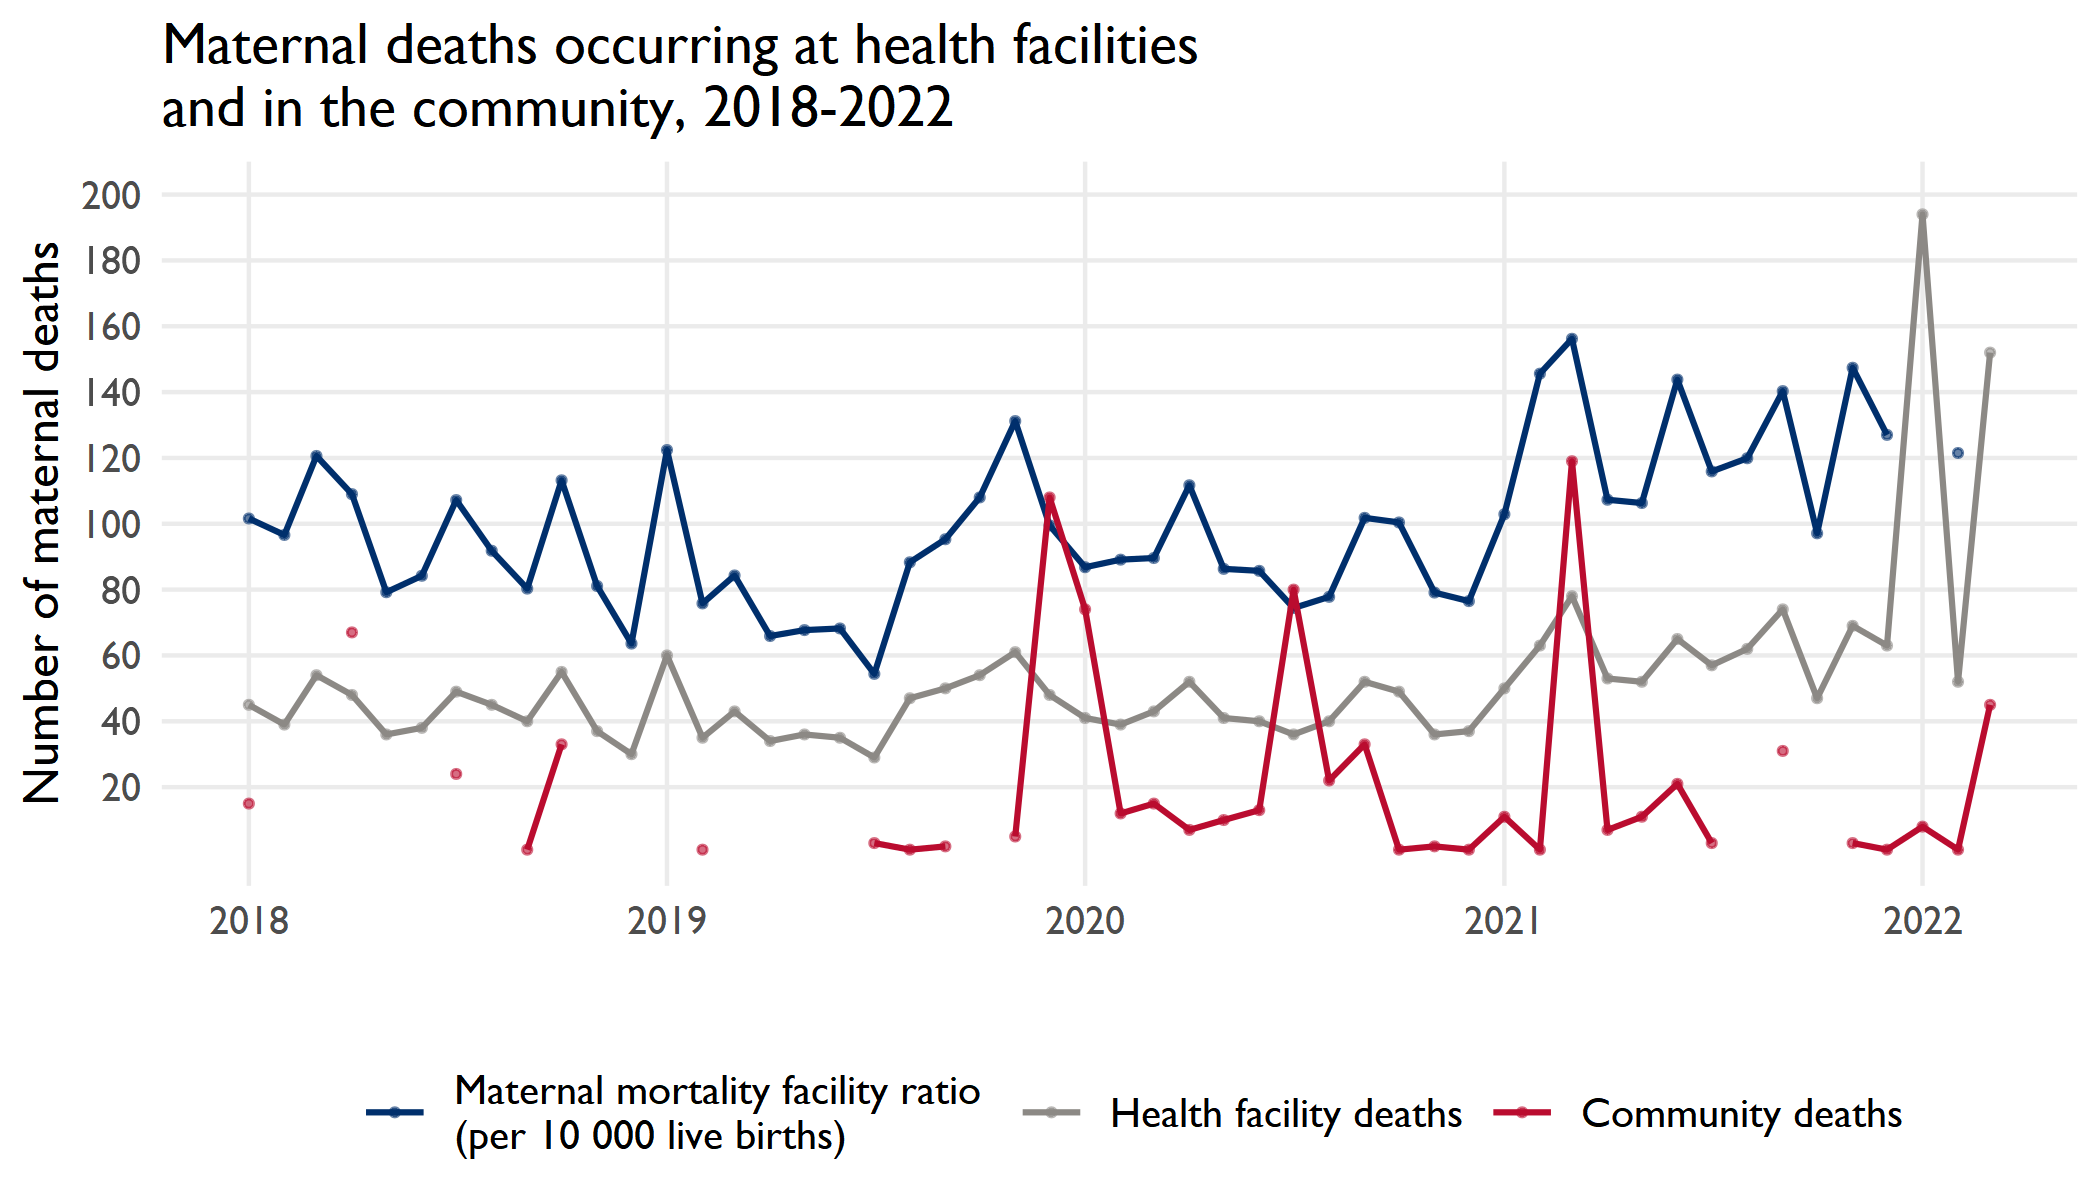 Maternal deaths occurring at health facilities
and in the community, 2018-2022
Number of maternal deaths
200
180
160
140
120
100
80
60
40
20
2018 2019 2020 2021 2022
Maternal mortality facility ratio
(per 10 000 live births)
Health facility deaths
Community deaths